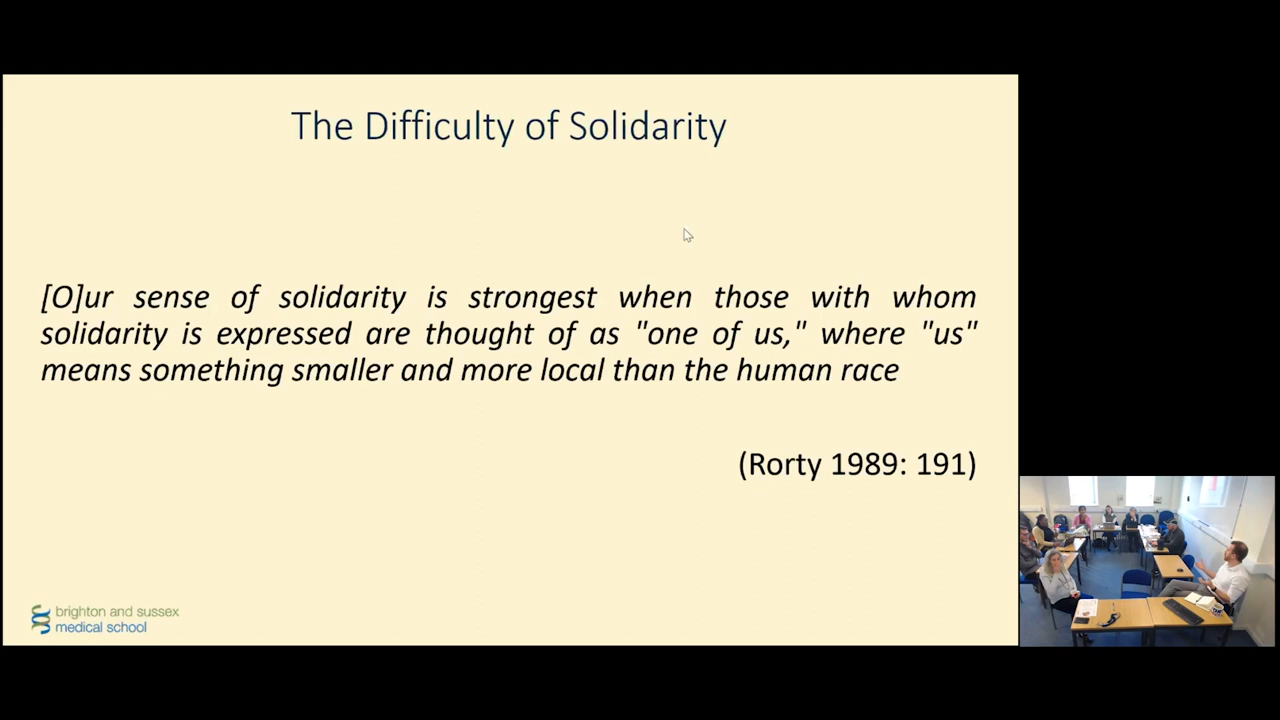 The Difficulty of Solidarity
[O]ur sense of solidarity is strongest when those with whom
solidarity is expressed are thought of as "one of us," where "us"
means something smaller and more local than the human race
(Rorty 1989: 191)
brighton and sussex
medical school